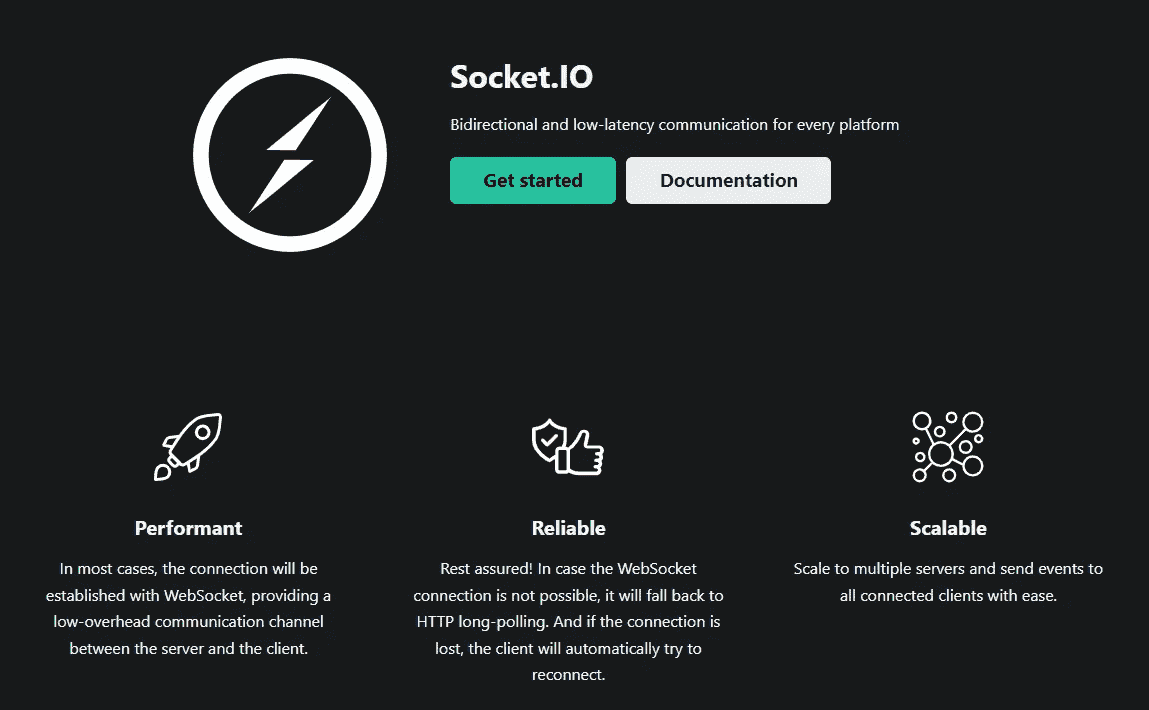 Socket.IO
Bidirectional and low-latency communication for every platform
Get started
Documentation
Performant
In most cases, the connection will be
established with WebSocket, providing a
low-overhead communication channel
between the server and the client.
Reliable
Rest assured! In case the WebSocket
connection is not possible, it will fall back to
HTTP long-polling. And if the connection is
lost, the client will automatically try to
reconnect.
Scalable
Scale to multiple servers and send events to
all connected clients with ease.